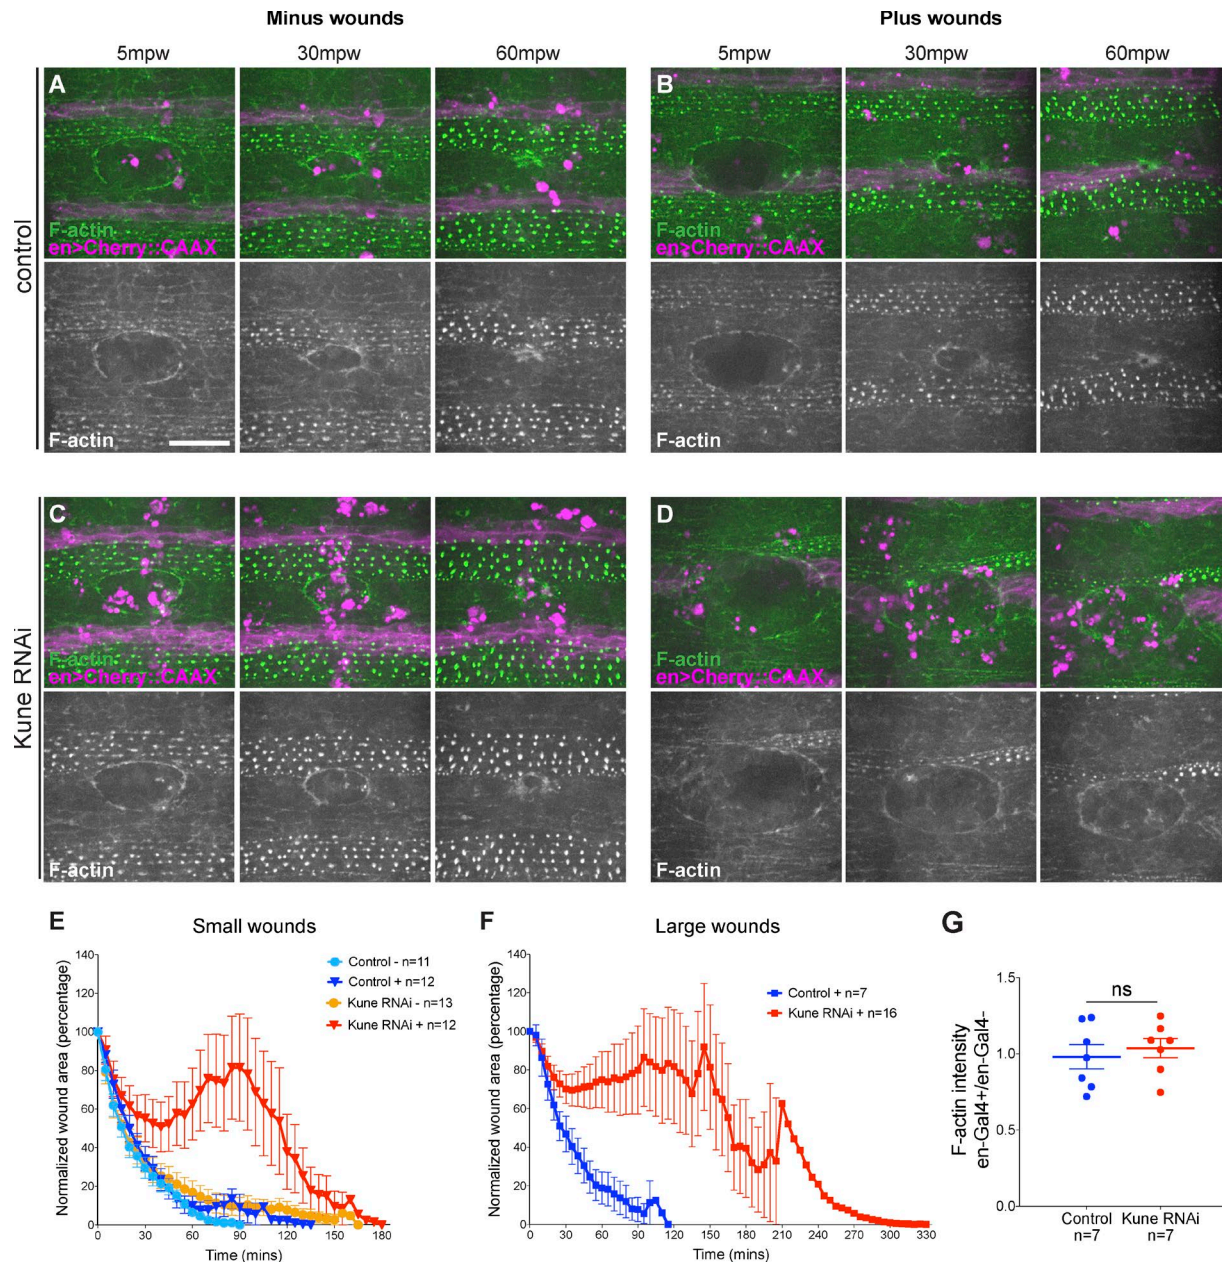 Minus wounds
Plus wounds
5mpw 30mpw 60mpw
5mpw 30mpw 60mpw
control
A
F-actin
en>Cherry::CAAX
F-actin
B
F-actin
en>Cherry::CAAX
F-actin
Kune RNAi
C
F-actin
en>Cherry::CAAX
F-actin
D
F-actin
en>Cherry::CAAX
F-actin
E
Small wounds
Normalized wound area (percentage)
140
120
100
80
60
40
20
0
Control - n=11
Control + n=12
Kune RNAi - n=13
Kune RNAi + n=12
0 30 60 90 120 150 180
Time (mins)
F
Large wounds
Normalized wound area (percentage)
140
120
100
80
60
40
20
0
Control + n=7
Kune RNAi + n=16
0 30 60 90 120 150 180 210 240 270 300 330
Time (mins)
G
F-actin intensity
en-Gal4+/en-Gal4-
1.5
1.0
0.5
0.0
ns
Control Kune RNAi
n=7 n=7